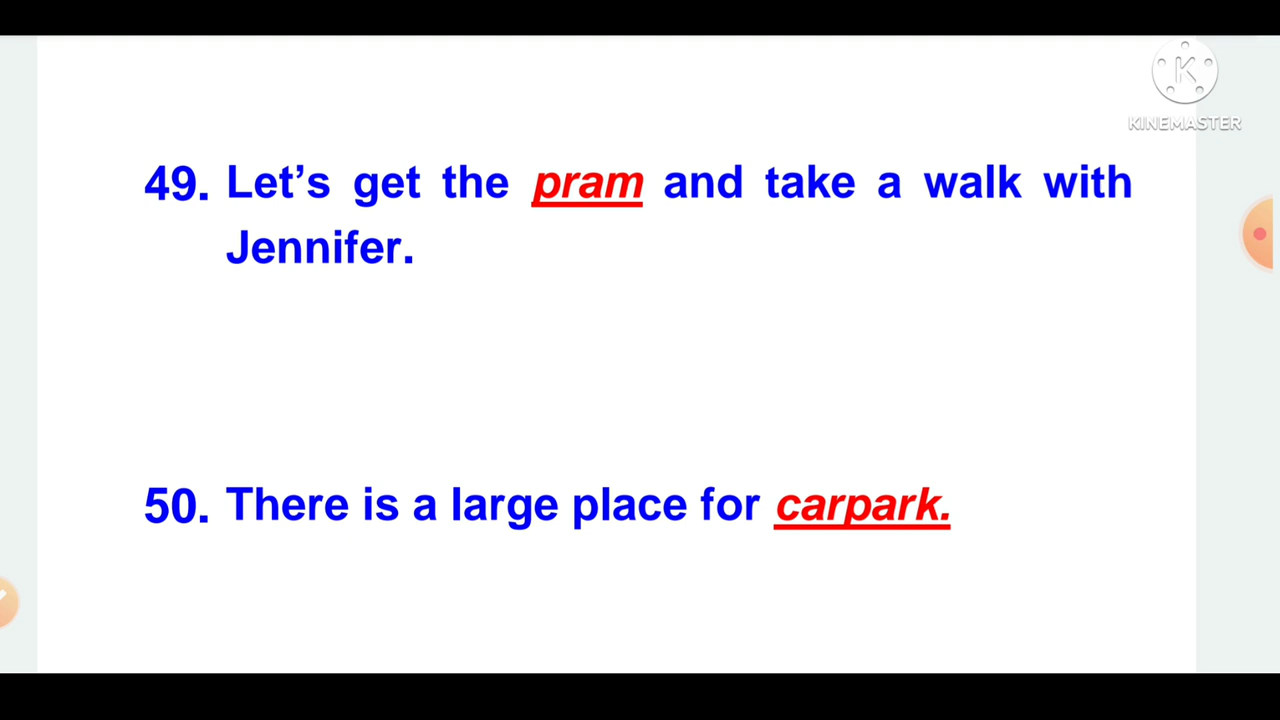 KINEMASTER
49. Let's get the pram and take a walk with
Jennifer.
50. There is a large place for carpark.